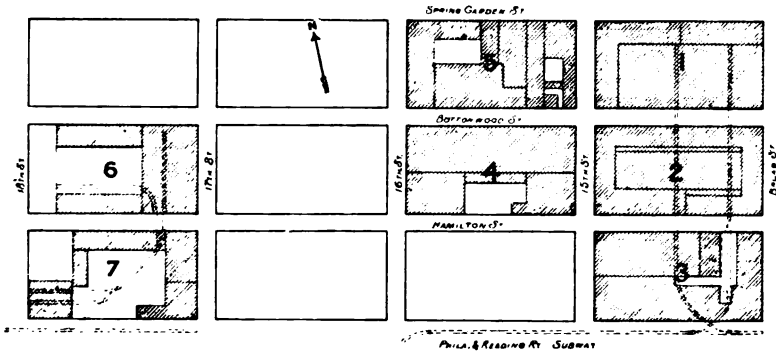 SPRING GARDEN ST
N
5
1
BUTTONWOOD ST
18TH ST
6
17TH ST
16TH ST
4
15TH ST
2
BROAD ST
HAMILTON ST
7
3
PHILA. & READING RY SUBWAY